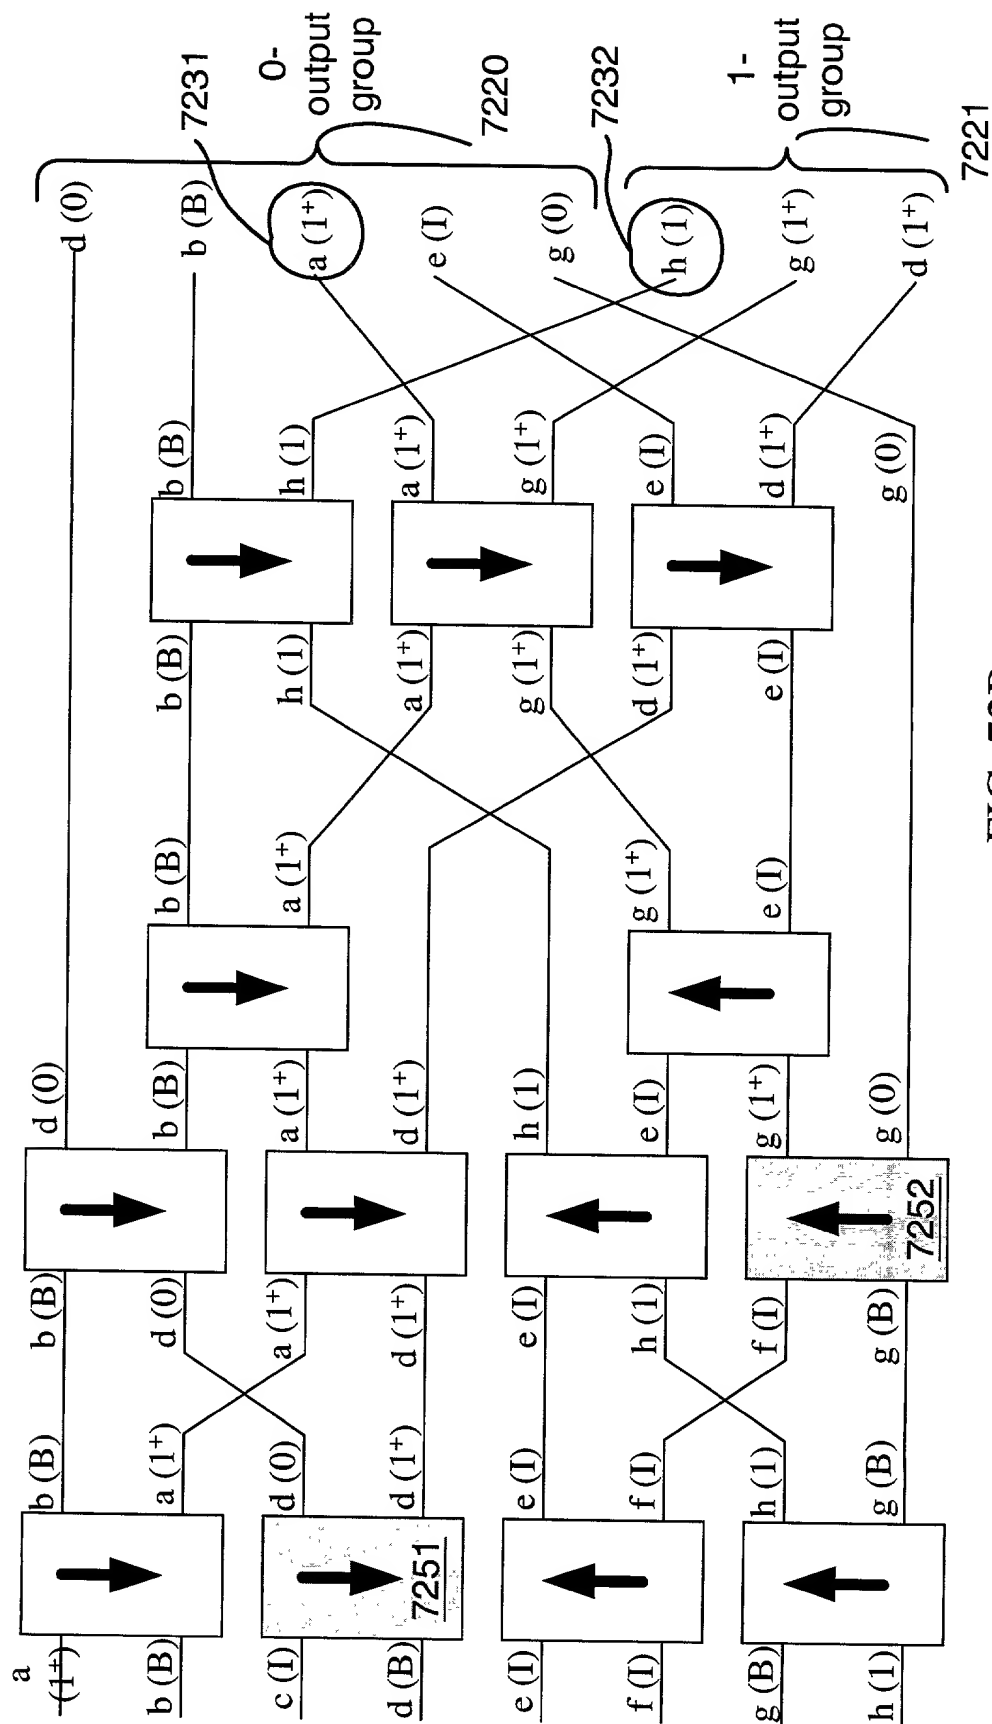 a
(1⁺)
b (B)
c (I)
d (B)
e (I)
f (I)
g (B)
h (1)
7251
b (B)
a (1⁺)
d (0)
d (1⁺)
e (I)
f (I)
h (1)
g (B)
b (B)
d (0)
a (1⁺)
d (1⁺)
e (I)
h (1)
f (I)
g (B)
7252
d (0)
b (B)
a (1⁺)
d (1⁺)
h (1)
e (I)
g (1⁺)
g (0)
b (B)
a (1⁺)
g (1⁺)
e (I)
b (B)
h (1)
a (1⁺)
g (1⁺)
d (1⁺)
e (I)
b (B)
h (1)
a (1⁺)
g (1⁺)
e (I)
d (1⁺)
g (0)
d (0)
b (B)
a (1⁺)
e (I)
g (0)
h (1)
g (1⁺)
d (1⁺)
7231
0-
output
group
7220
7232
1-
output
group
7221